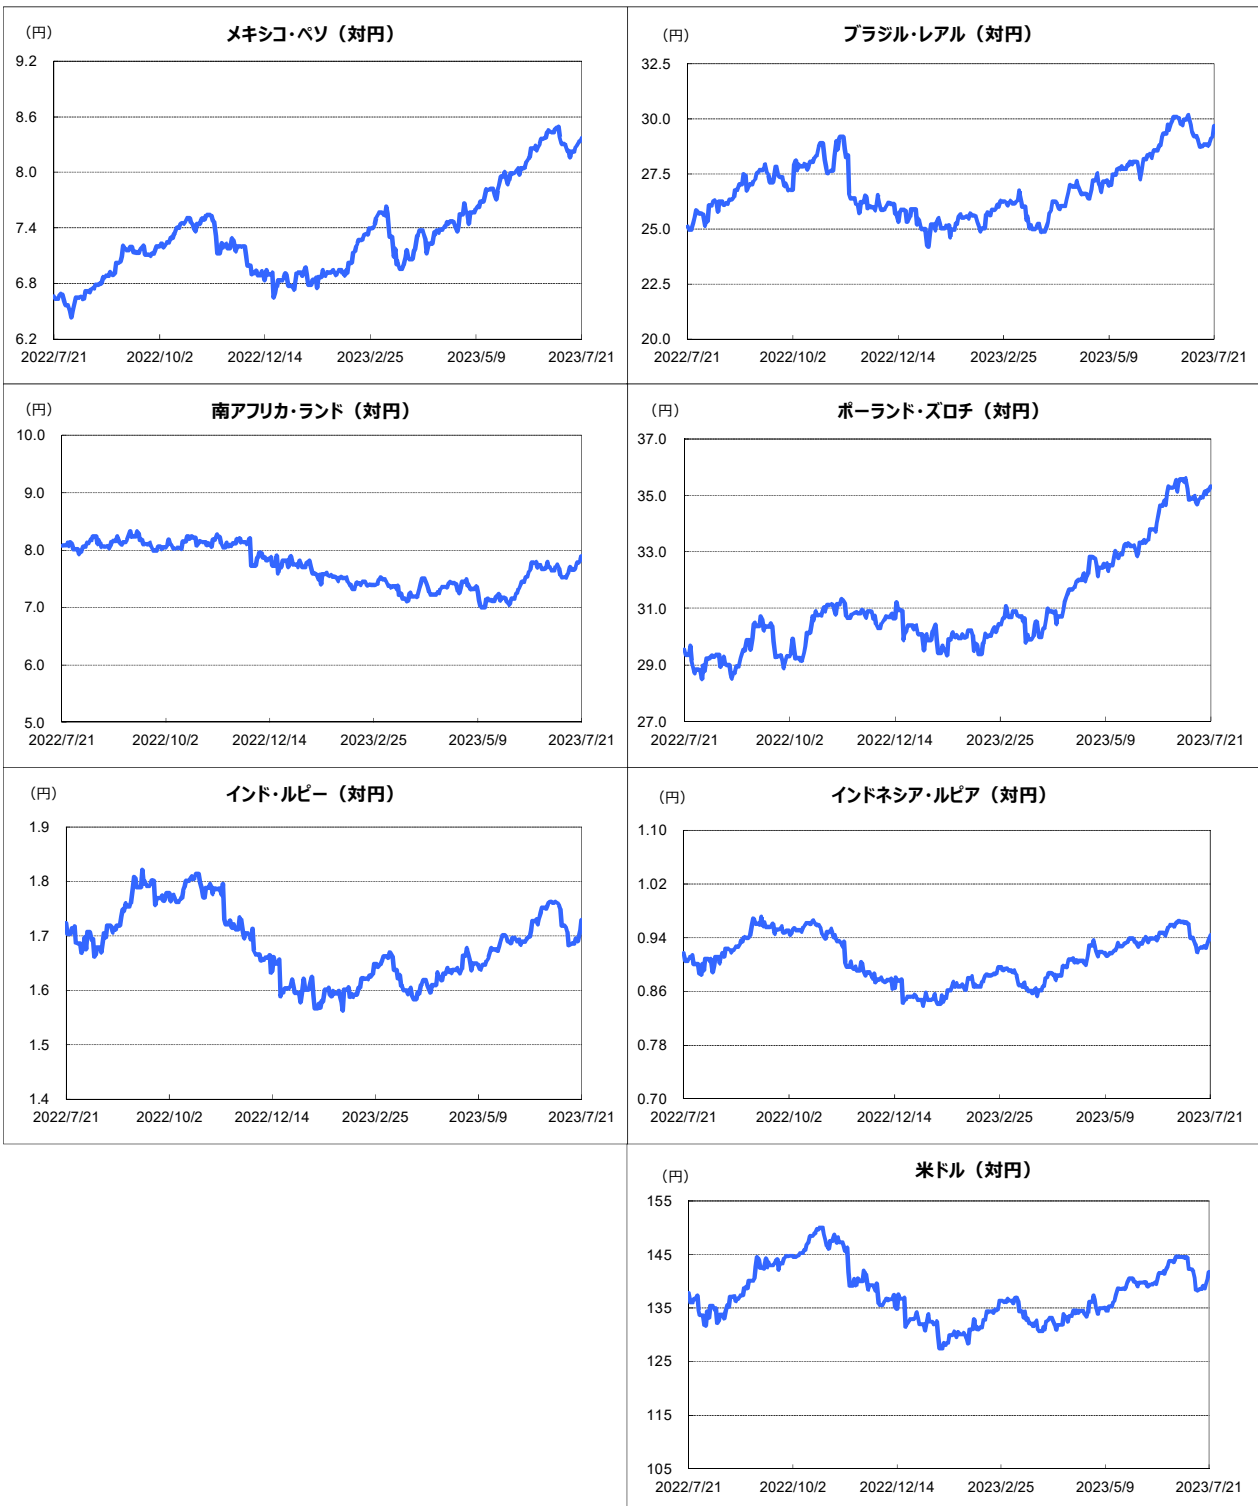 (円)
メキシコ・ペソ（対円）
9.2
8.6
8.0
7.4
6.8
6.2
2022/7/21 2022/10/2 2022/12/14 2023/2/25 2023/5/9 2023/7/21
(円)
ブラジル・レアル（対円）
32.5
30.0
27.5
25.0
22.5
20.0
2022/7/21 2022/10/2 2022/12/14 2023/2/25 2023/5/9 2023/7/21
(円)
南アフリカ・ランド（対円）
10.0
9.0
8.0
7.0
6.0
5.0
2022/7/21 2022/10/2 2022/12/14 2023/2/25 2023/5/9 2023/7/21
(円)
ポーランド・ズロチ（対円）
37.0
35.0
33.0
31.0
29.0
27.0
2022/7/21 2022/10/2 2022/12/14 2023/2/25 2023/5/9 2023/7/21
(円)
インド・ルピー（対円）
1.9
1.8
1.7
1.6
1.5
1.4
2022/7/21 2022/10/2 2022/12/14 2023/2/25 2023/5/9 2023/7/21
(円)
インドネシア・ルピア（対円）
1.10
1.02
0.94
0.86
0.78
0.70
2022/7/21 2022/10/2 2022/12/14 2023/2/25 2023/5/9 2023/7/21
(円)
米ドル（対円）
155
145
135
125
115
105
2022/7/21 2022/10/2 2022/12/14 2023/2/25 2023/5/9 2023/7/21